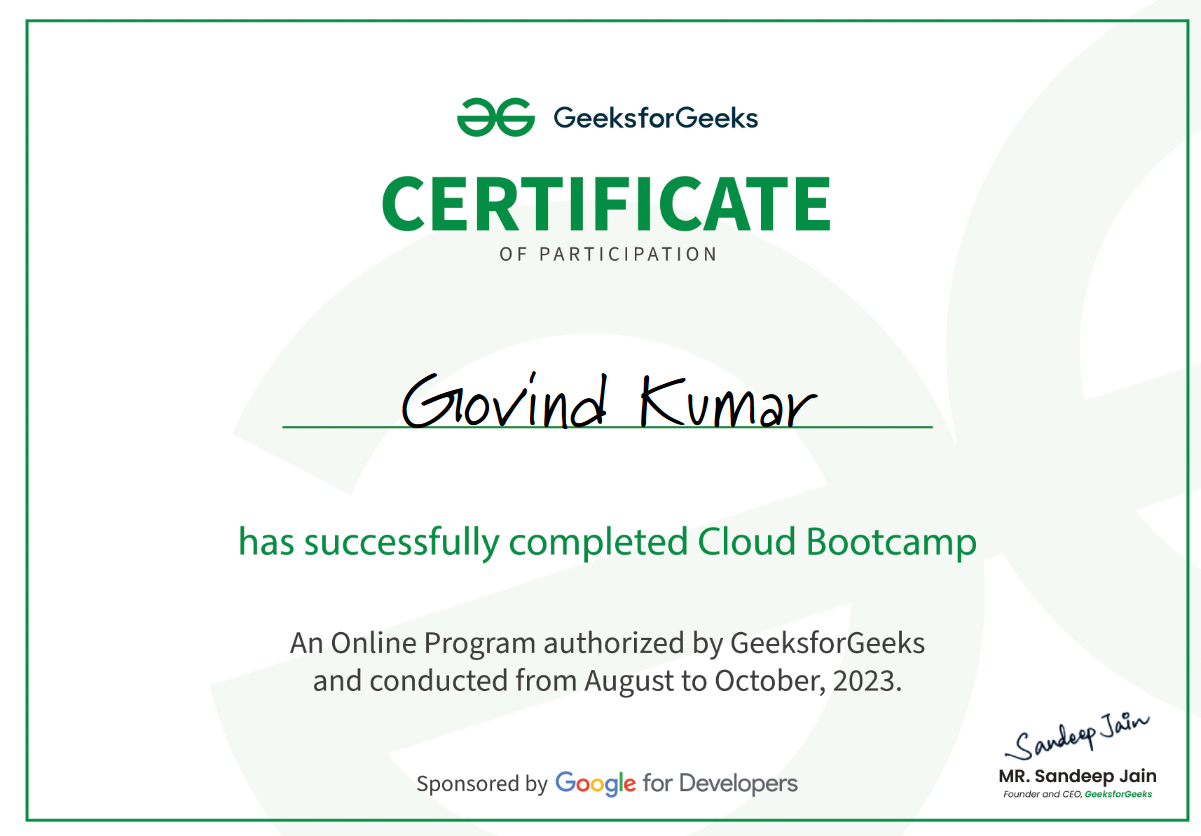 GeeksforGeeks
CERTIFICATE
OF PARTICIPATION
Govind Kumar
has successfully completed Cloud Bootcamp
An Online Program authorized by GeeksforGeeks
and conducted from August to October, 2023.
Sandeep Jain
MR. Sandeep Jain
Founder and CEO, GeeksforGeeks
Sponsored by Google for Developers